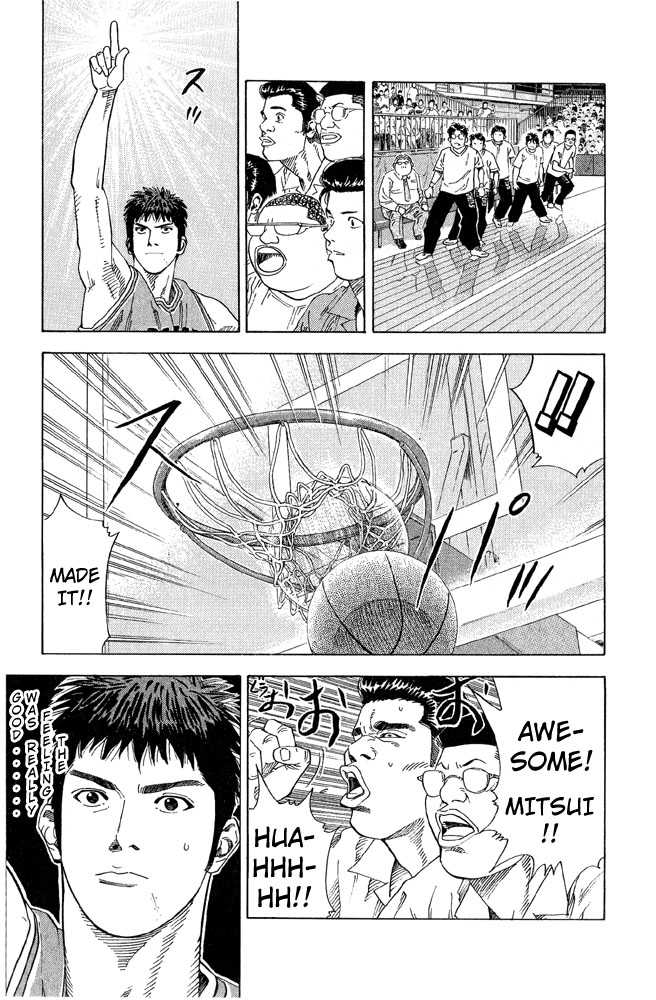 スッ
!!
スパッ
MADE
IT!!
AWE-
SOME!
MITSUI
!!
おおお
HUA-
HHH-
HH!!
THE
FEELING
WAS REALLY
GOOD......